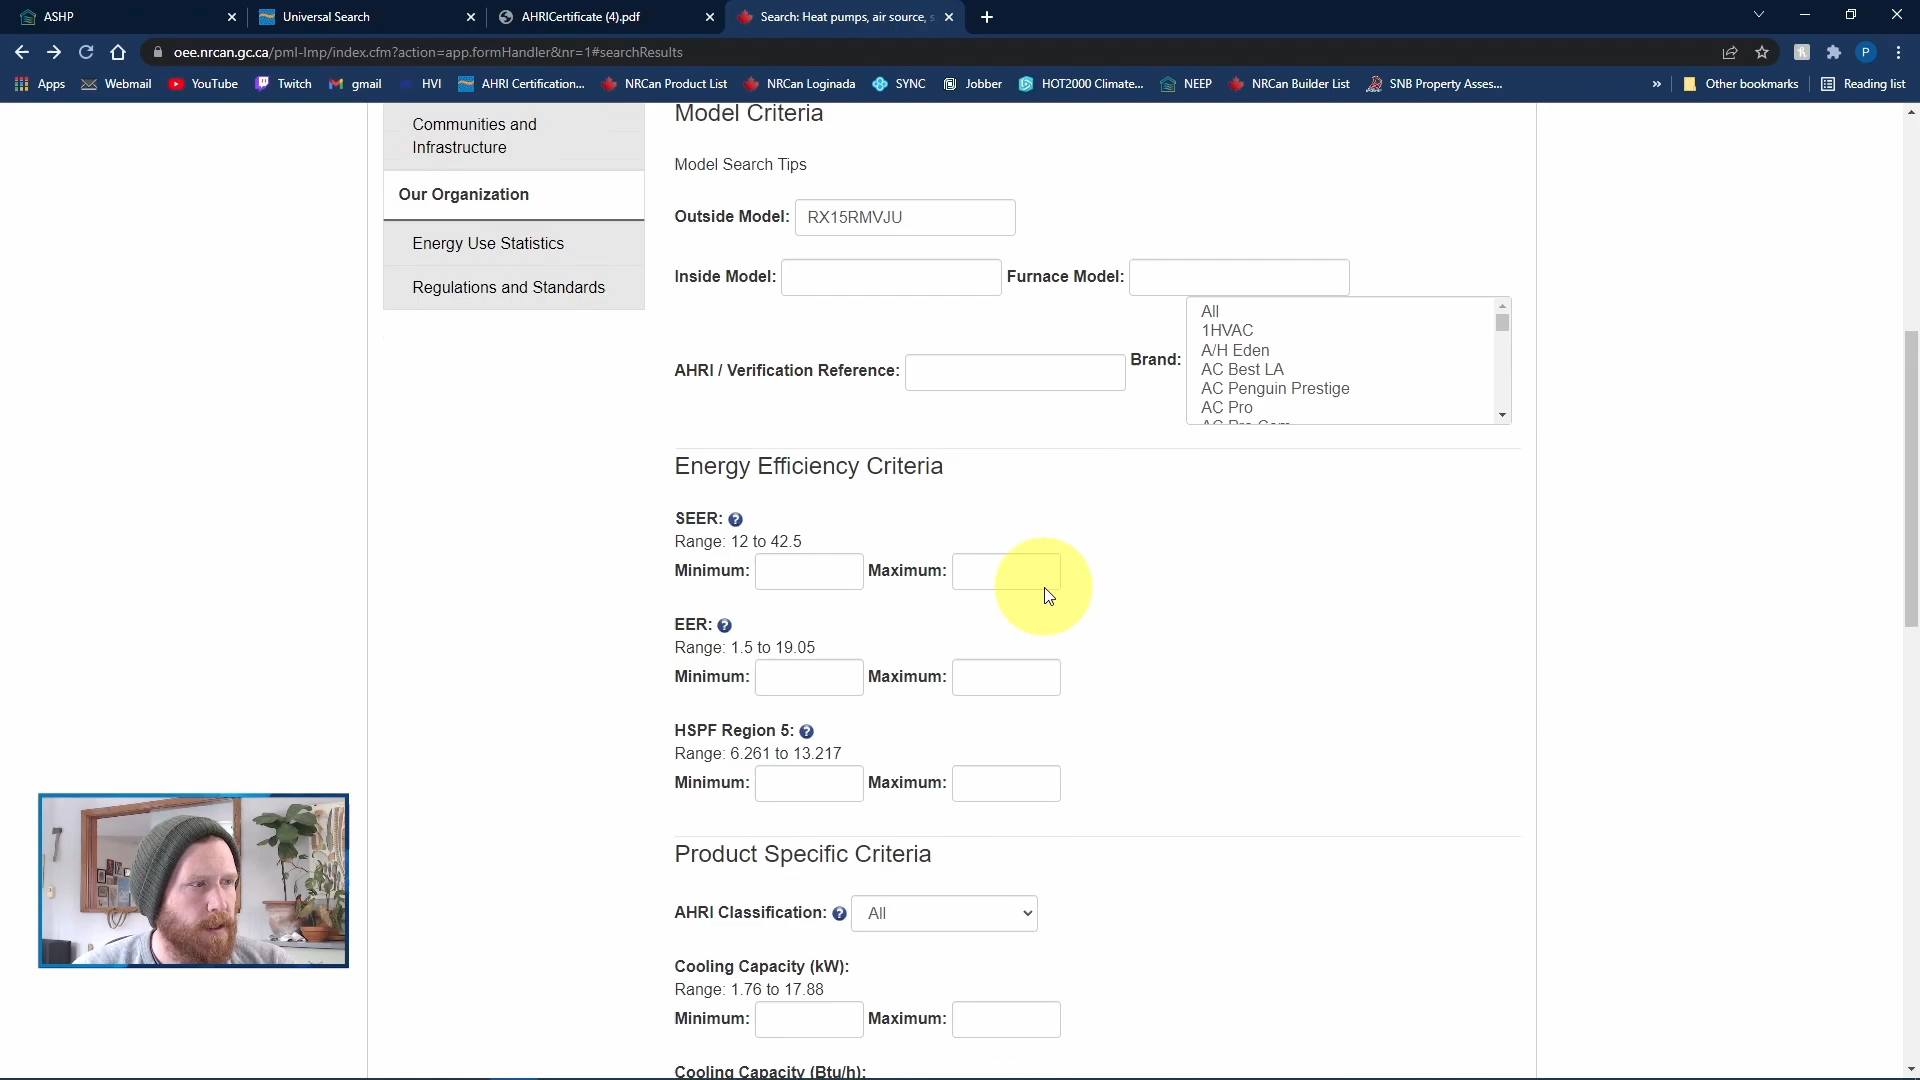 ASHP
Universal Search
AHRICertificate (4).pdf
Search: Heat pumps, air source, s
oee.nrcan.gc.ca/pml-lmp/index.cfm?action=app.formHandler&nr=1#searchResults
P
Apps
Webmail
YouTube
Twitch
gmail
HVI
AHRI Certification...
NRCan Product List
NRCan Loginada
SYNC
Jobber
HOT2000 Climate...
NEEP
NRCan Builder List
SNB Property Asses...
»
Other bookmarks
Reading list
Communities and
Infrastructure
Our Organization
Energy Use Statistics
Regulations and Standards
Model Criteria
Model Search Tips
Outside Model: RX15RMVJU
Inside Model: Furnace Model:
AHRI / Verification Reference: Brand:
All
1HVAC
A/H Eden
AC Best LA
AC Penguin Prestige
AC Pro
AC Pro Com
Energy Efficiency Criteria
SEER: ?
Range: 12 to 42.5
Minimum: Maximum:
EER: ?
Range: 1.5 to 19.05
Minimum: Maximum:
HSPF Region 5: ?
Range: 6.261 to 13.217
Minimum: Maximum:
Product Specific Criteria
AHRI Classification: ? All
Cooling Capacity (kW):
Range: 1.76 to 17.88
Minimum: Maximum:
Cooling Capacity (Btu/h):